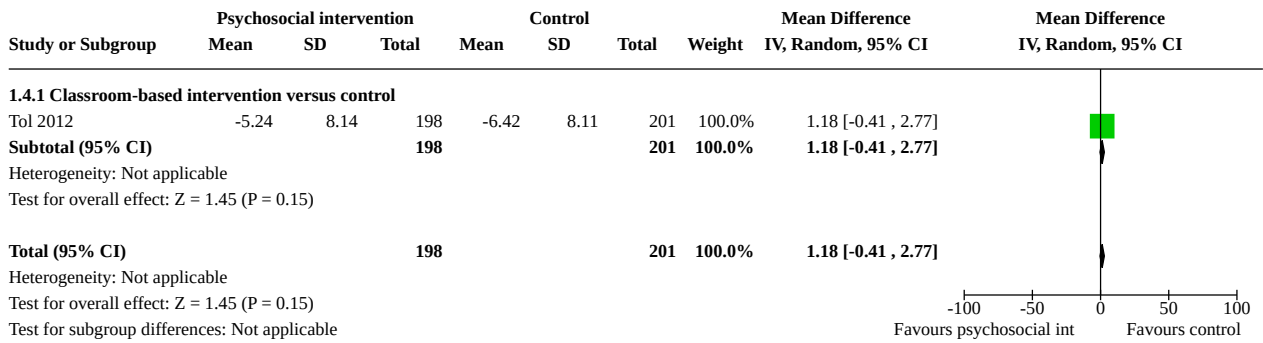 Psychosocial intervention Control Mean Difference Mean Difference
Study or Subgroup Mean SD Total Mean SD Total Weight IV, Random, 95% CI IV, Random, 95% CI
1.4.1 Classroom-based intervention versus control
Tol 2012 -5.24 8.14 198 -6.42 8.11 201 100.0% 1.18 [-0.41 , 2.77]
Subtotal (95% CI) 198 201 100.0% 1.18 [-0.41 , 2.77]
Heterogeneity: Not applicable
Test for overall effect: Z = 1.45 (P = 0.15)
Total (95% CI) 198 201 100.0% 1.18 [-0.41 , 2.77]
Heterogeneity: Not applicable
Test for overall effect: Z = 1.45 (P = 0.15) -100 -50 0 50 100
Test for subgroup differences: Not applicable Favours psychosocial int Favours control